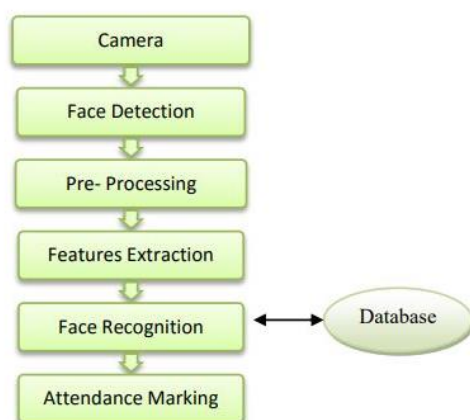 Camera
Face Detection
Pre- Processing
Features Extraction
Face Recognition
Database
Attendance Marking